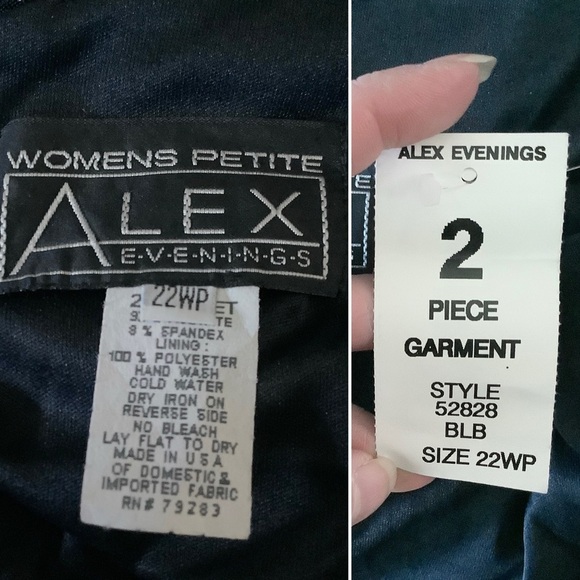 WOMENS PETITE
ALEX
E-V-E-N-I-N-G-S
22WP
9% SPANDEX
LINING:
100% POLYESTER
HAND WASH
COLD WATER
DRY IRON ON
REVERSE SIDE
NO BLEACH
LAY FLAT TO DRY
MADE IN USA
OF DOMESTIC &
IMPORTED FABRIC
RN# 79283
ALEX EVENINGS
2
PIECE
GARMENT
STYLE
52828
BLB
SIZE 22WP